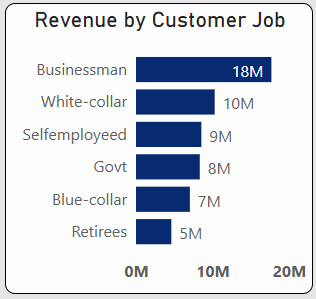 Revenue by Customer Job
Businessman 18M
White-collar 10M
Selfemployeed 9M
Govt 8M
Blue-collar 7M
Retirees 5M
0M 10M 20M